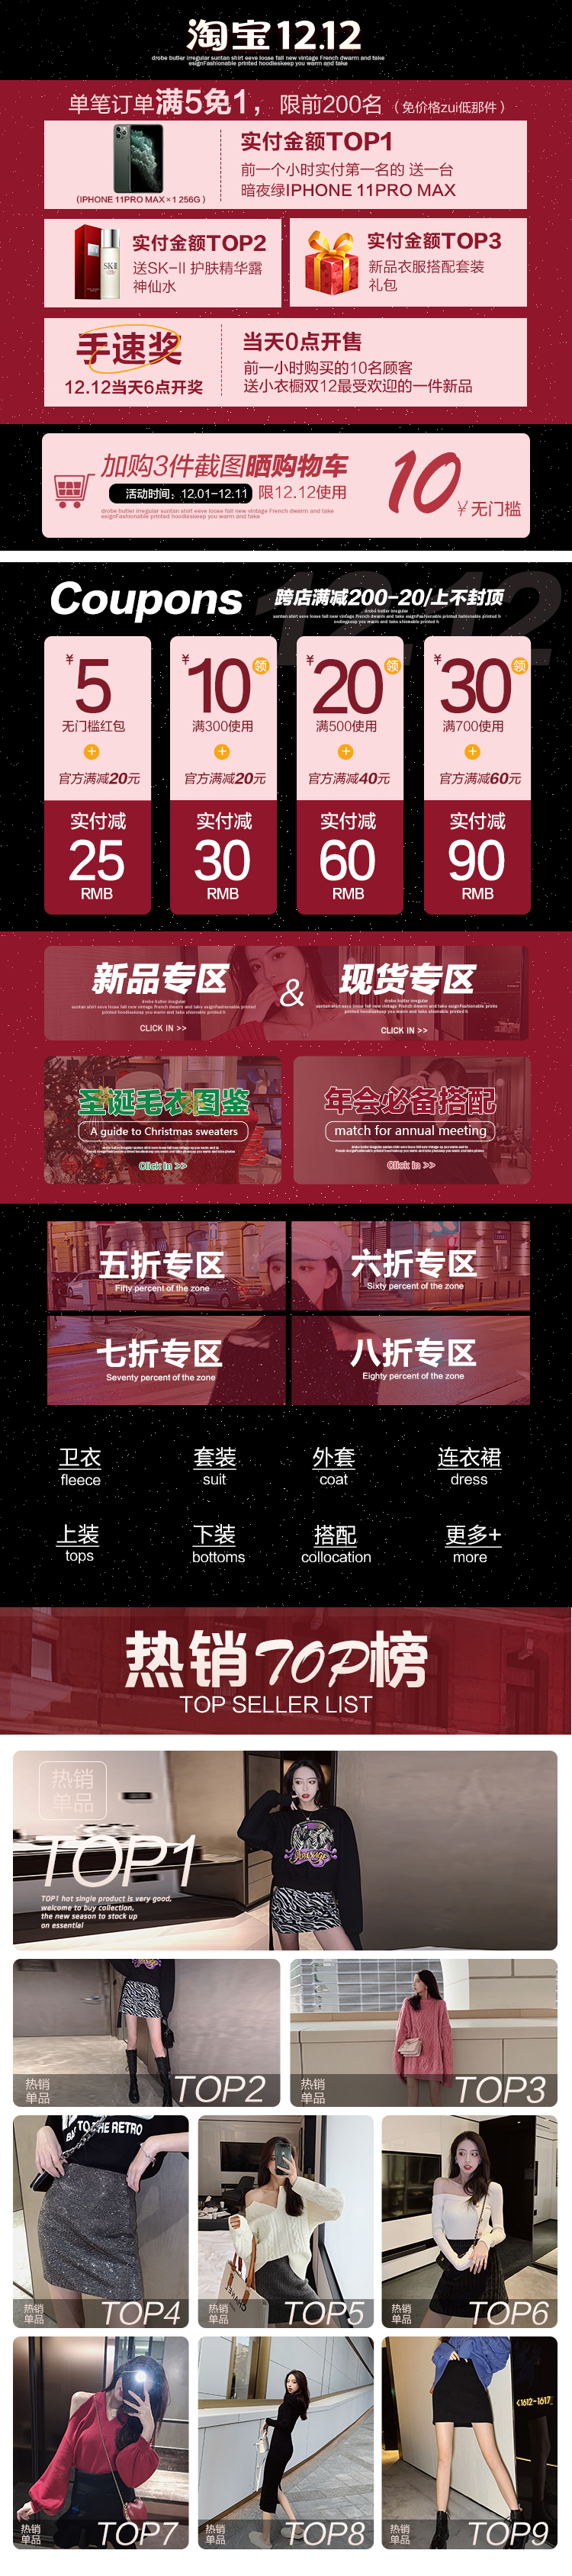 淘宝12.12
drobe butler irregular suntan shirt eeve loose fall new vintage French dwarm and take
esignFashionable printed hoodieskeep you warm and take
单笔订单满5免1，限前200名（免价格zui低那件）
实付金额TOP1
前一个小时实付第一名的 送一台
暗夜绿IPHONE 11PRO MAX
(IPHONE 11PRO MAX×1 256G)
实付金额TOP2
送SK-II 护肤精华露
神仙水
SK-II
实付金额TOP3
新品衣服搭配套装
礼包
手速奖
12.12当天6点开奖
当天0点开售
前一小时购买的10名顾客
送小衣橱双12最受欢迎的一件新品
加购3件截图晒购物车
活动时间：12.01-12.11 限12.12使用
drobe butler irregular suntan shirt eeve loose fall new vintage French dwarm and take
esignFashionable printed hoodieskeep you warm and take
10
¥无门槛
12.12
Coupons
跨店满减200-20/上不封顶
drobe butler irregular
¥5
无门槛红包
+
官方满减20元
实付减
25
RMB
¥10
领
满300使用
+
官方满减20元
实付减
30
RMB
¥20
领
满500使用
+
官方满减40元
实付减
60
RMB
¥30
领
满700使用
+
官方满减60元
实付减
90
RMB
新品专区
drobe butler irregular
CLICK IN >>
&
现货专区
drobe butler irregular
CLICK IN >>
圣诞毛衣图鉴
A guide to Christmas sweaters
Click in >>
年会必备搭配
match for annual meeting
Click in >>
五折专区
Fifty percent of the zone
六折专区
Sixty percent of the zone
七折专区
Seventy percent of the zone
八折专区
Eighty percent of the zone
卫衣
fleece
套装
suit
外套
coat
连衣裙
dress
上装
tops
下装
bottoms
搭配
collocation
更多+
more
热销TOP榜
TOP SELLER LIST
热销
单品
TOP1
TOP1 hot single product is very good,
welcome to buy collection,
the new season to stock up
on essential
热销
单品
TOP2
热销
单品
TOP3
TO THE RETRO
热销
单品
TOP4
热销
单品
TOP5
热销
单品
TOP6
热销
单品
TOP7
热销
单品
TOP8
<1612-1617
热销
单品
TOP9